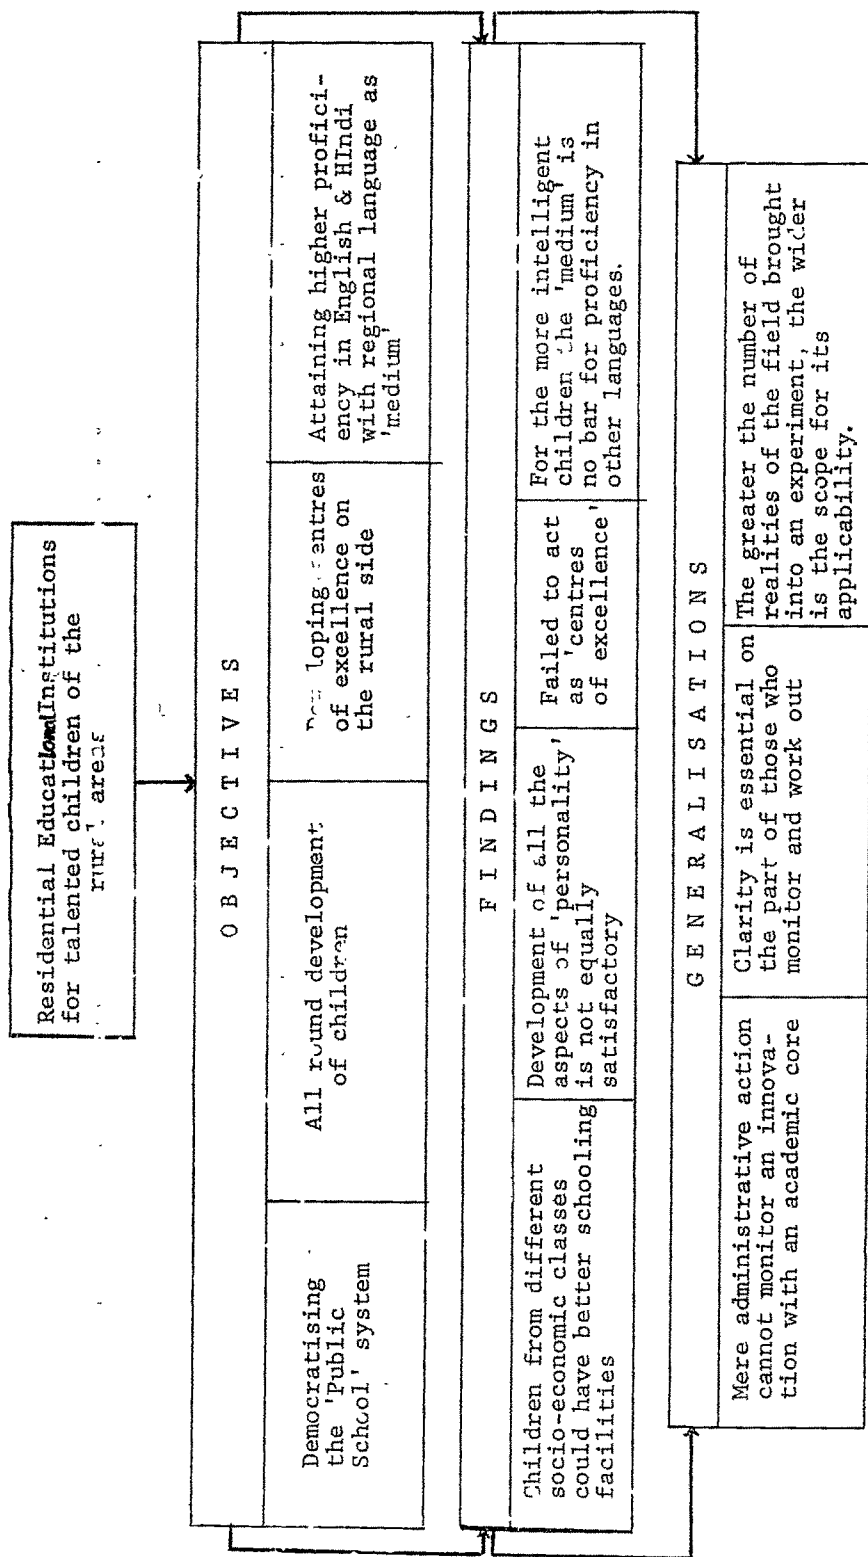 Residential Educational Institutions
for talented children of the
rural areas
O B J E C T I V E S
Democratising
the 'Public
School' system
All round development
of children
of excellence on
the rural side
Attaining higher profici-
ency in English & HIndi
with regional language as
'medium'
F I N D I N G S
Children from different
socio-economic classes
could have better schooling
facilities
Development of all the
aspects of 'personality'
is not equally
satisfactory
Failed to act
as 'centres
of excellence'
For the more intelligent
children the 'medium' is
no bar for proficiency in
other languages.
G E N E R A L I S A T I O N S
Mere administrative action
cannot monitor an innova-
tion with an academic core
Clarity is essential on
the part of those who
monitor and work out
The greater the number of
realities of the field brought
into an experiment, the wider
is the scope for its
applicability.